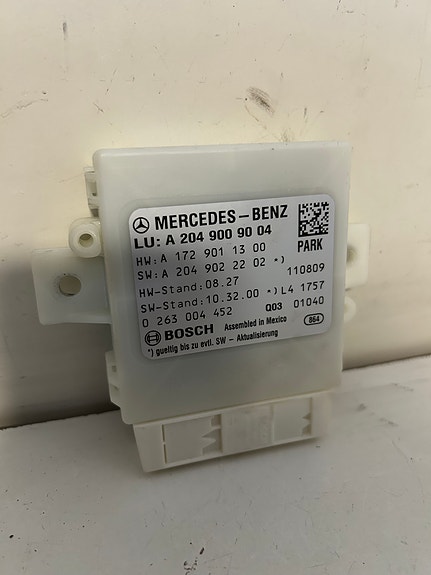 MERCEDES-BENZ
LU: A 204 900 90 04
PARK
HW: A 172 901 13 00
SW: A 204 902 22 02 *)
110809
HW-Stand: 08.27
SW-Stand: 10.32.00 *) L4 1757
0 263 004 452 Q03 01040
BOSCH Assembled in Mexico 864
*) gueltig bis zu evtl. SW - Aktualisierung